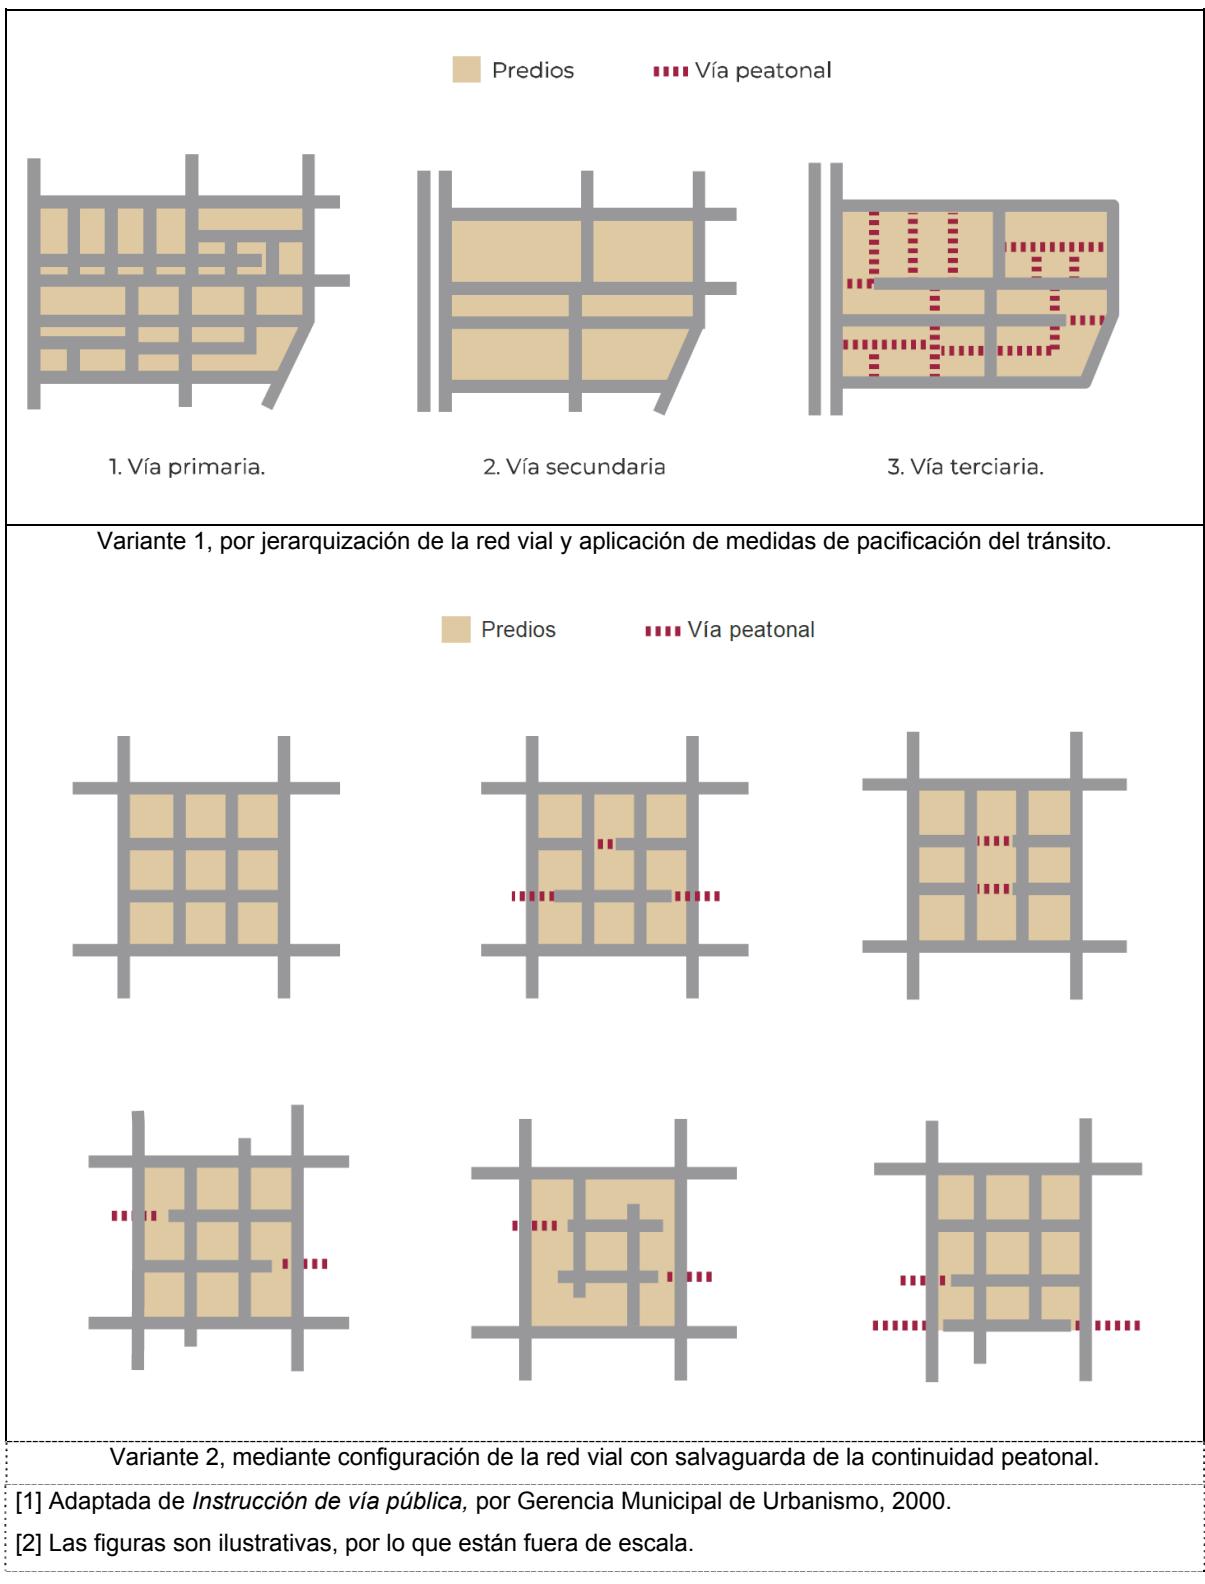 Predios
Vía peatonal
1. Vía primaria.
2. Vía secundaria
3. Vía terciaria.
Variante 1, por jerarquización de la red vial y aplicación de medidas de pacificación del tránsito.
Predios
Vía peatonal
Variante 2, mediante configuración de la red vial con salvaguarda de la continuidad peatonal.
[1] Adaptada de Instrucción de vía pública, por Gerencia Municipal de Urbanismo, 2000.
[2] Las figuras son ilustrativas, por lo que están fuera de escala.